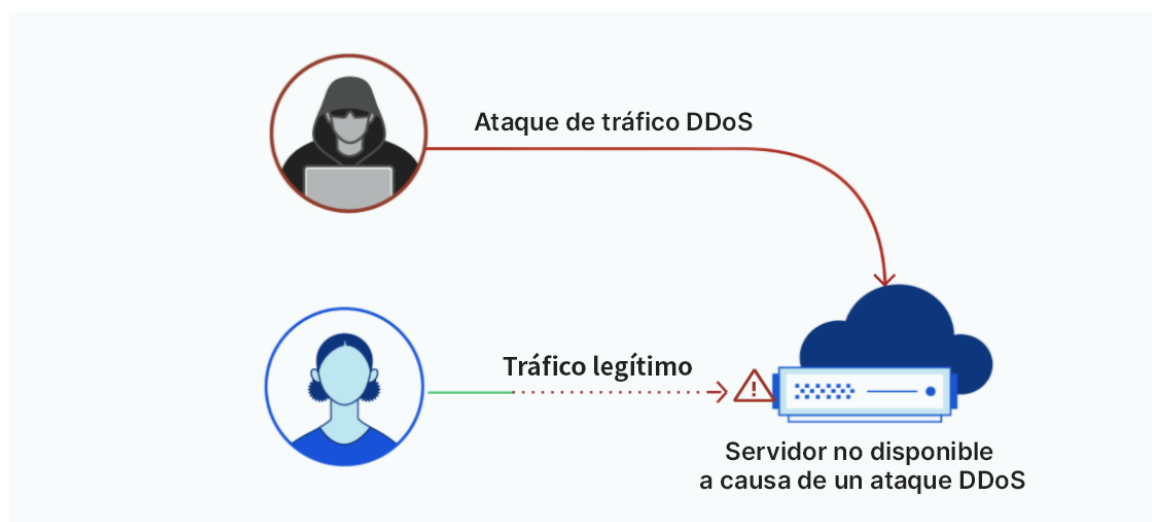 Ataque de tráfico DDoS
Tráfico legítimo
Servidor no disponible
a causa de un ataque DDoS